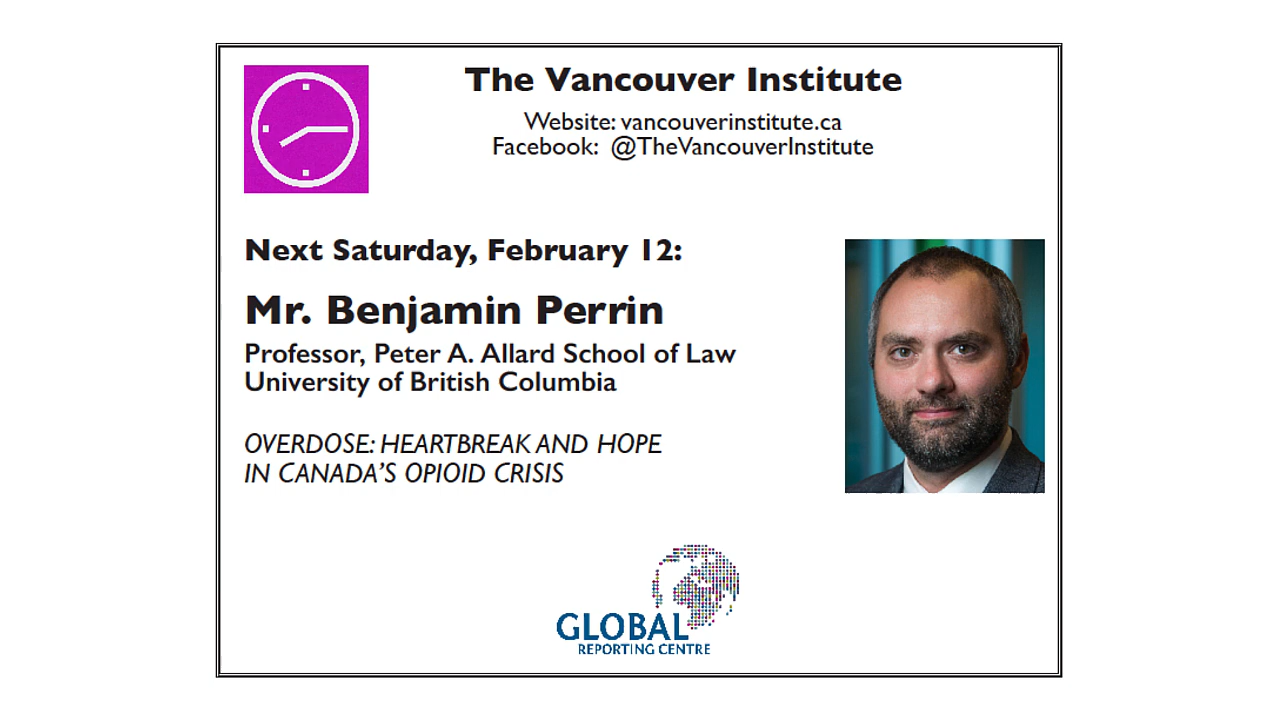 The Vancouver Institute
Website: vancouverinstitute.ca
Facebook: @TheVancouverInstitute
Next Saturday, February 12:
Mr. Benjamin Perrin
Professor, Peter A. Allard School of Law
University of British Columbia
OVERDOSE: HEARTBREAK AND HOPE
IN CANADA'S OPIOID CRISIS
GLOBAL
REPORTING CENTRE